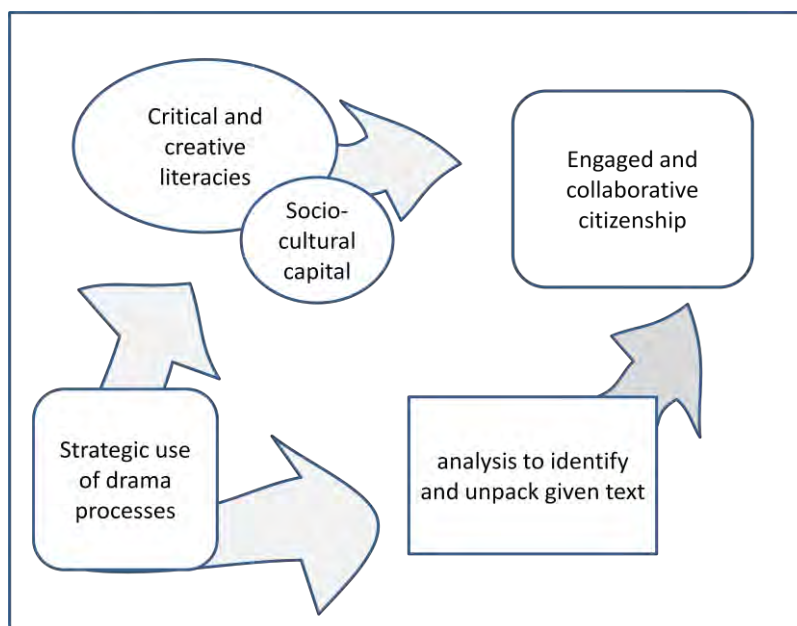 Critical and
creative
literacies
Socio-
cultural
capital
Engaged and
collaborative
citizenship
Strategic use
of drama
processes
analysis to identify
and unpack given text